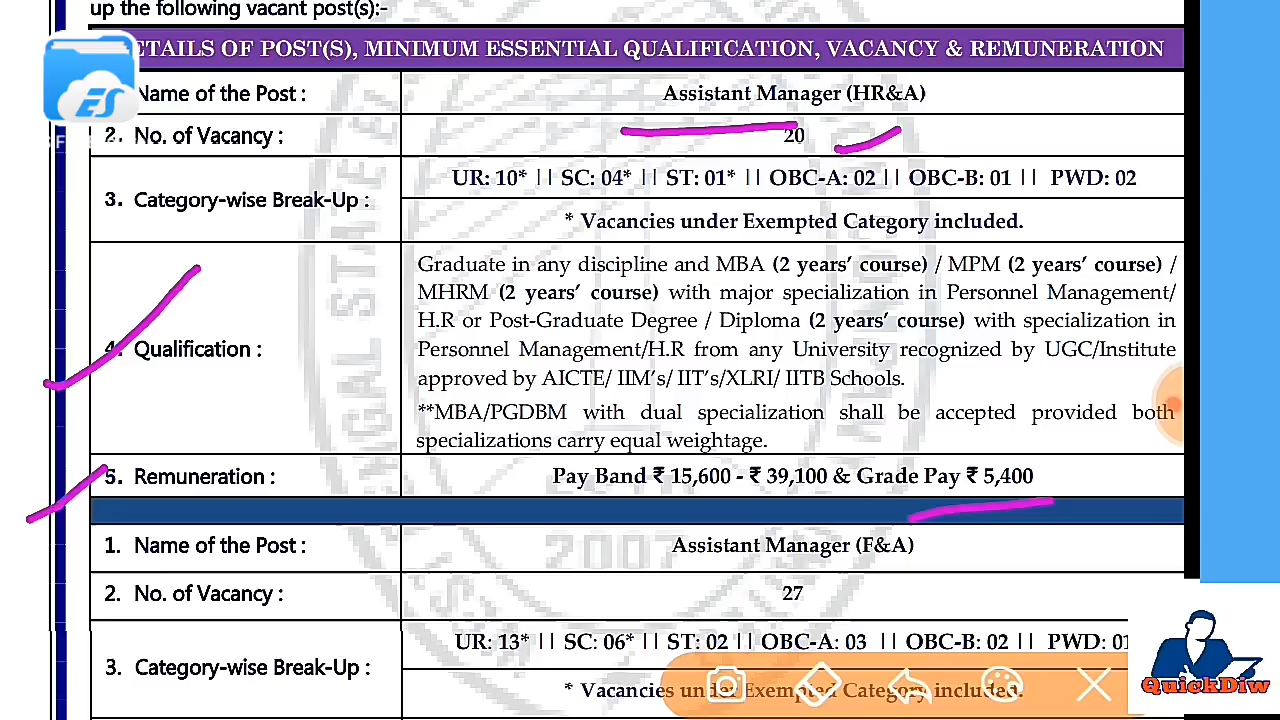 up the following vacant post(s):-
ETAILS OF POST(S), MINIMUM ESSENTIAL QUALIFICATION, VACANCY & REMUNERATION
Name of the Post : Assistant Manager (HR&A)
2. No. of Vacancy : 20
3. Category-wise Break-Up : UR: 10* || SC: 04* || ST: 01* || OBC-A: 02 || OBC-B: 01 || PWD: 02
* Vacancies under Exempted Category included.
4. Qualification :
Graduate in any discipline and MBA (2 years' course) / MPM (2 years' course) /
MHRM (2 years' course) with major specialization in Personnel Management/
H.R or Post-Graduate Degree / Diploma (2 years' course) with specialization in
Personnel Management/H.R from any University recognized by UGC/Institute
approved by AICTE/ IIM's/ IIT's/XLRI/ IITB Schools.
**MBA/PGDBM with dual specialization shall be accepted provided both
specializations carry equal weightage.
5. Remuneration : Pay Band ₹ 15,600 - ₹ 39,100 & Grade Pay ₹ 5,400
1. Name of the Post : Assistant Manager (F&A)
2. No. of Vacancy : 27
3. Category-wise Break-Up : UR: 13* || SC: 06* || ST: 02 || OBC-A: 03 || OBC-B: 02 || PWD: 01
* Vacancies under Exempted Category included.
ES
QuickDiw
2007